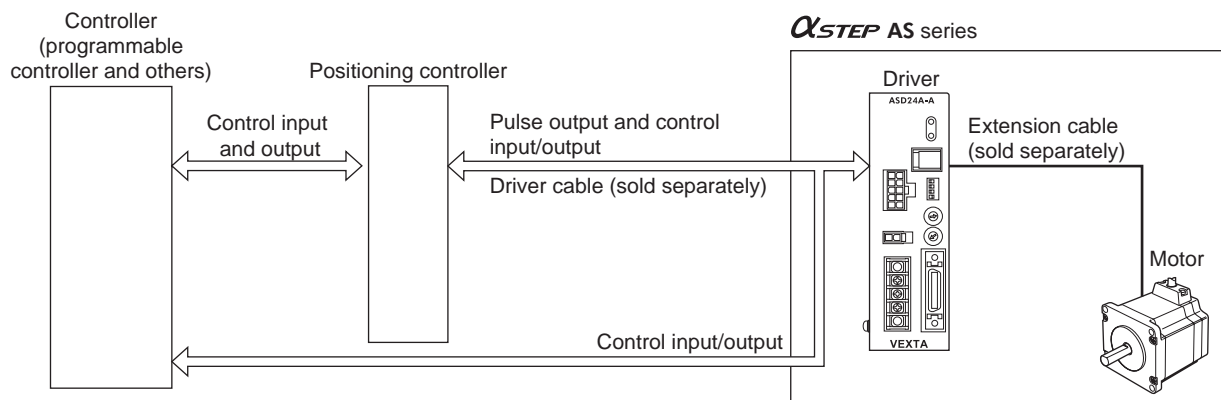 Controller
(programmable
controller and others)
Positioning controller
αSTEP AS series
Driver
ASD24A-A
Control input
and output
Pulse output and control
input/output
Driver cable (sold separately)
Extension cable
(sold separately)
Motor
Control input/output
VEXTA